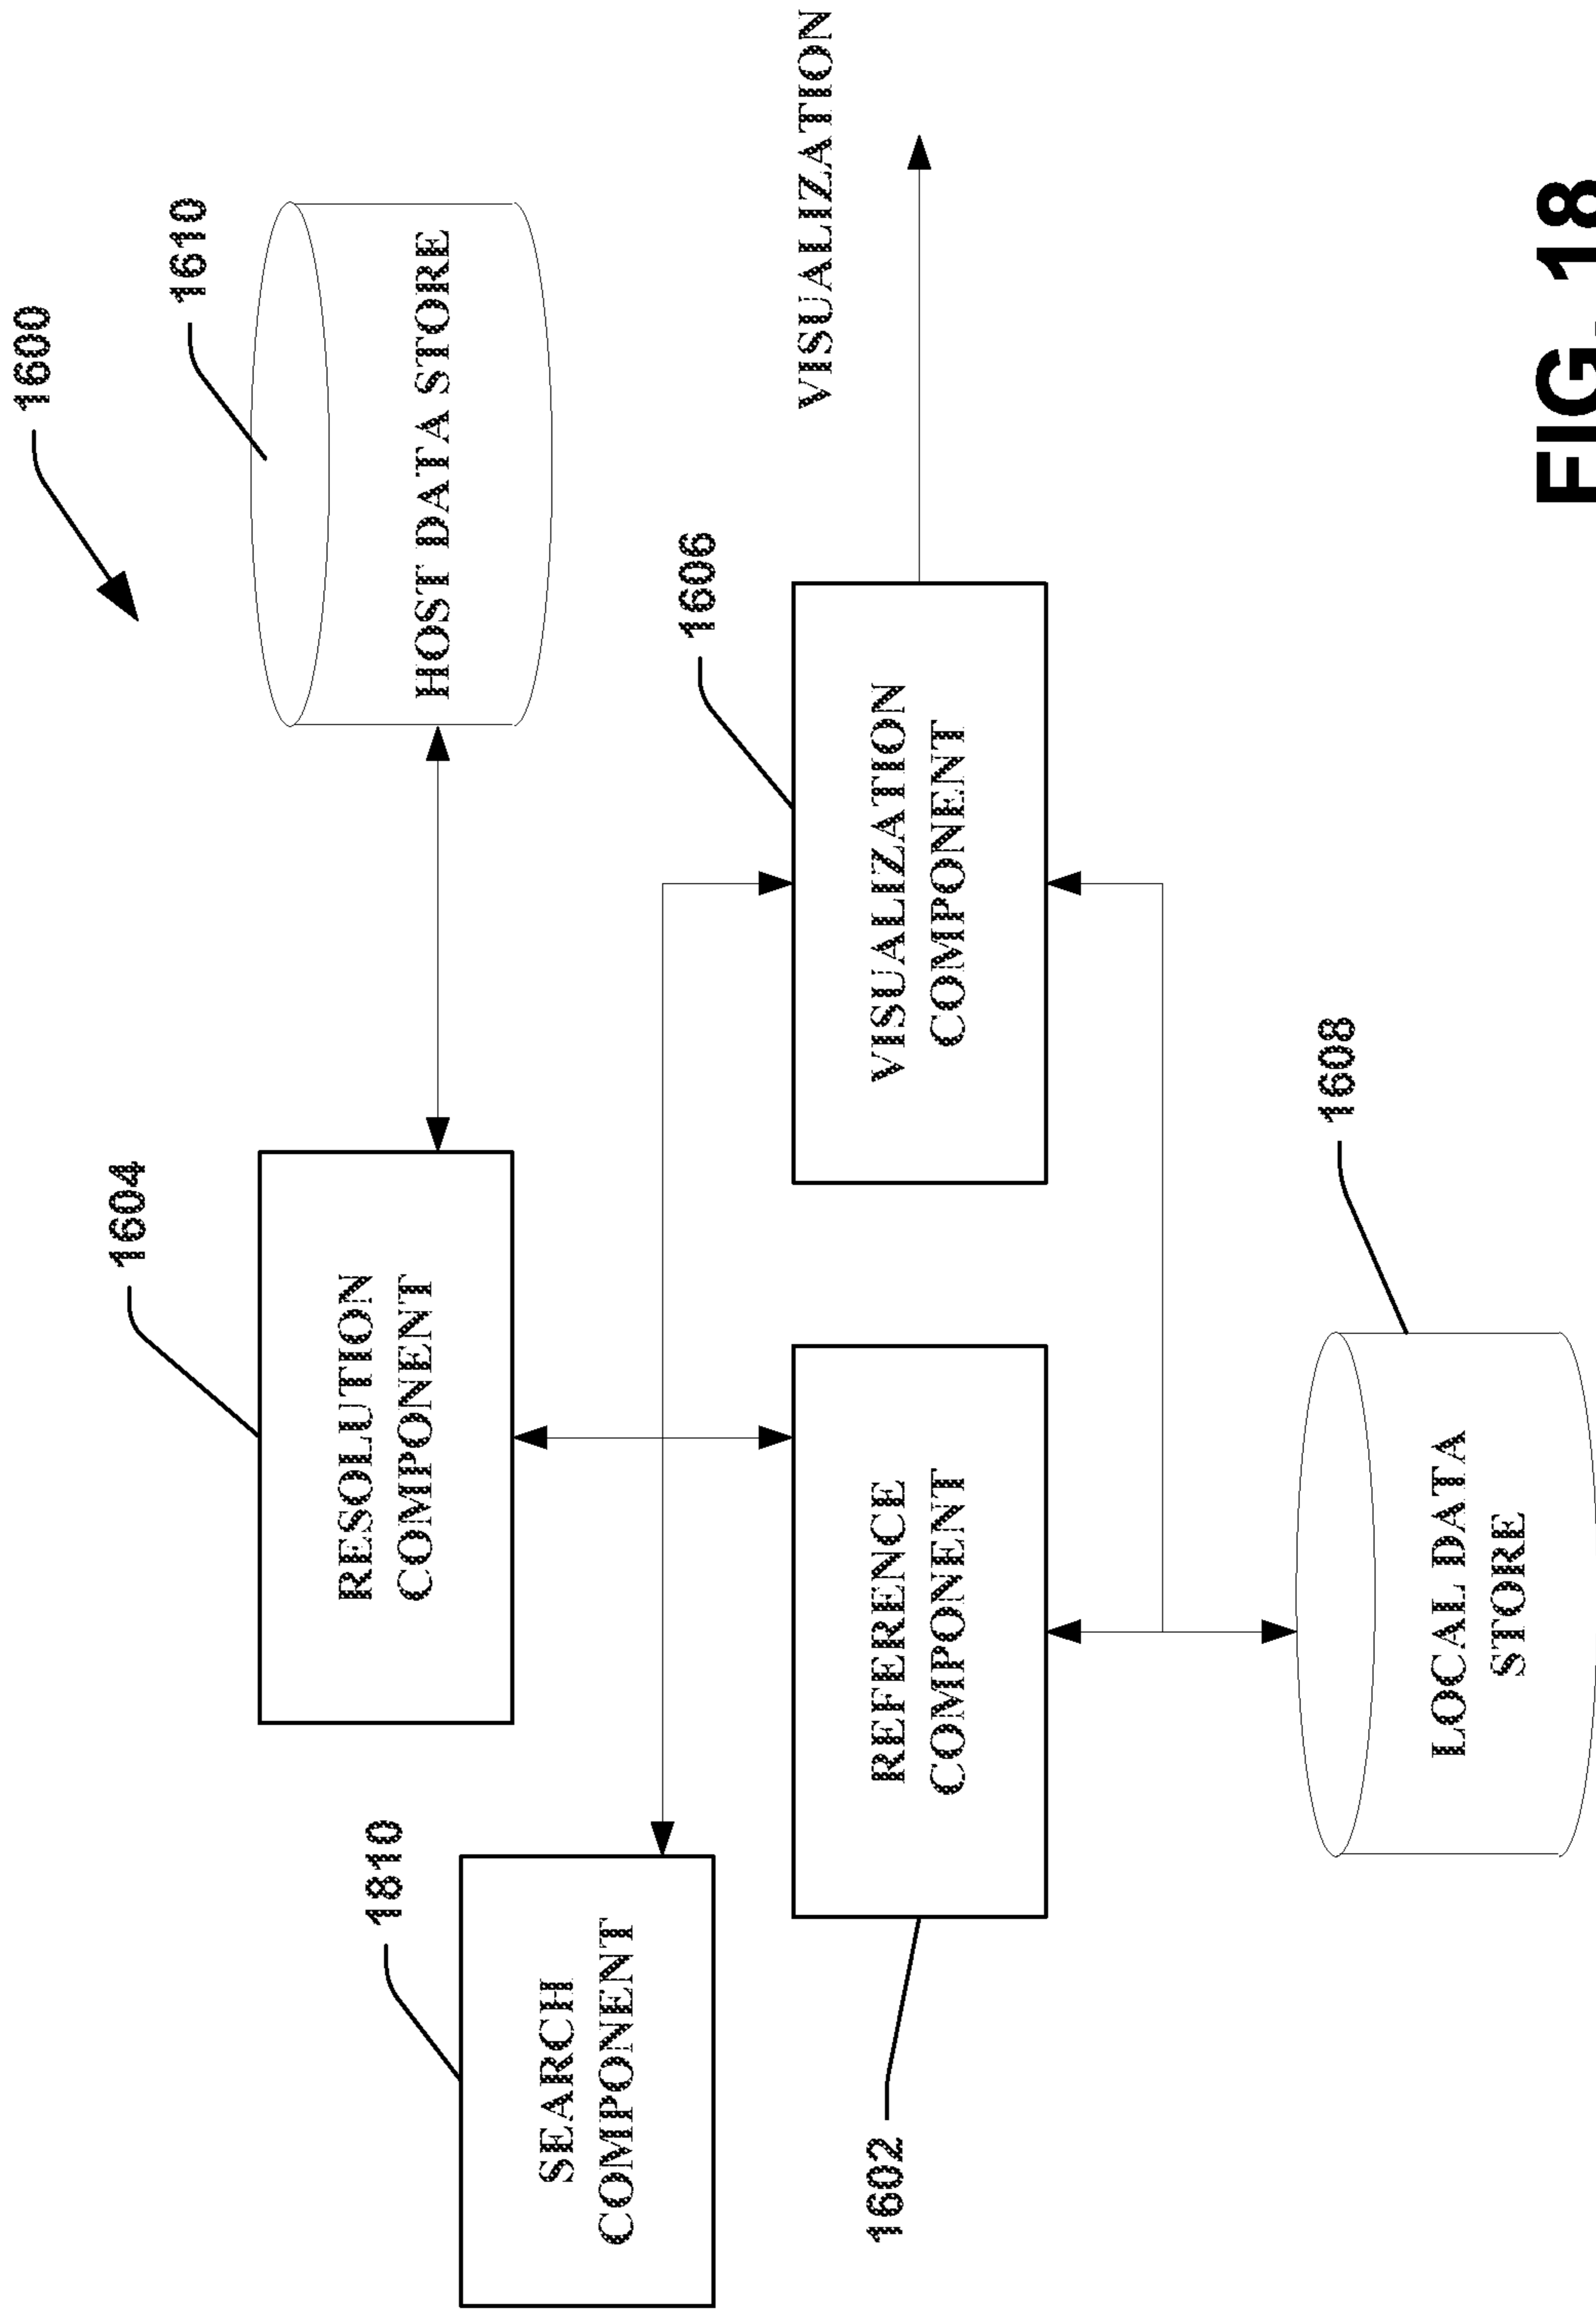 1600
1610
HOST DATA STORE
1604
RESOLUTION
COMPONENT
1810
SEARCH
COMPONENT
1606
VISUALIZATION
COMPONENT
VISUALIZATION
REFERENCE
COMPONENT
1602
1608
LOCAL DATA
STORE
FIG. 18